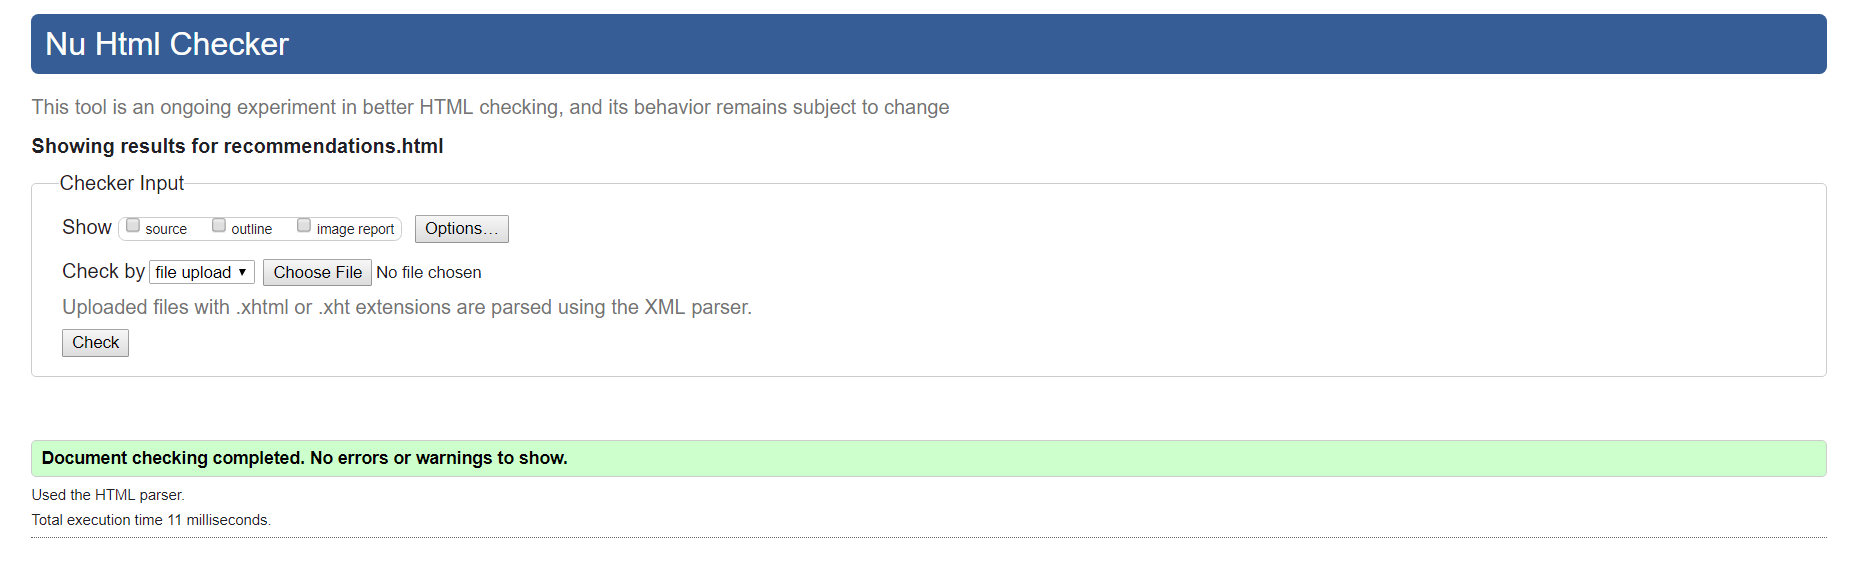 Nu Html Checker
This tool is an ongoing experiment in better HTML checking, and its behavior remains subject to change
Showing results for recommendations.html
Checker Input
Show source outline image report Options...
Check by file upload Choose File No file chosen
Uploaded files with .xhtml or .xht extensions are parsed using the XML parser.
Check
Document checking completed. No errors or warnings to show.
Used the HTML parser.
Total execution time 11 milliseconds.